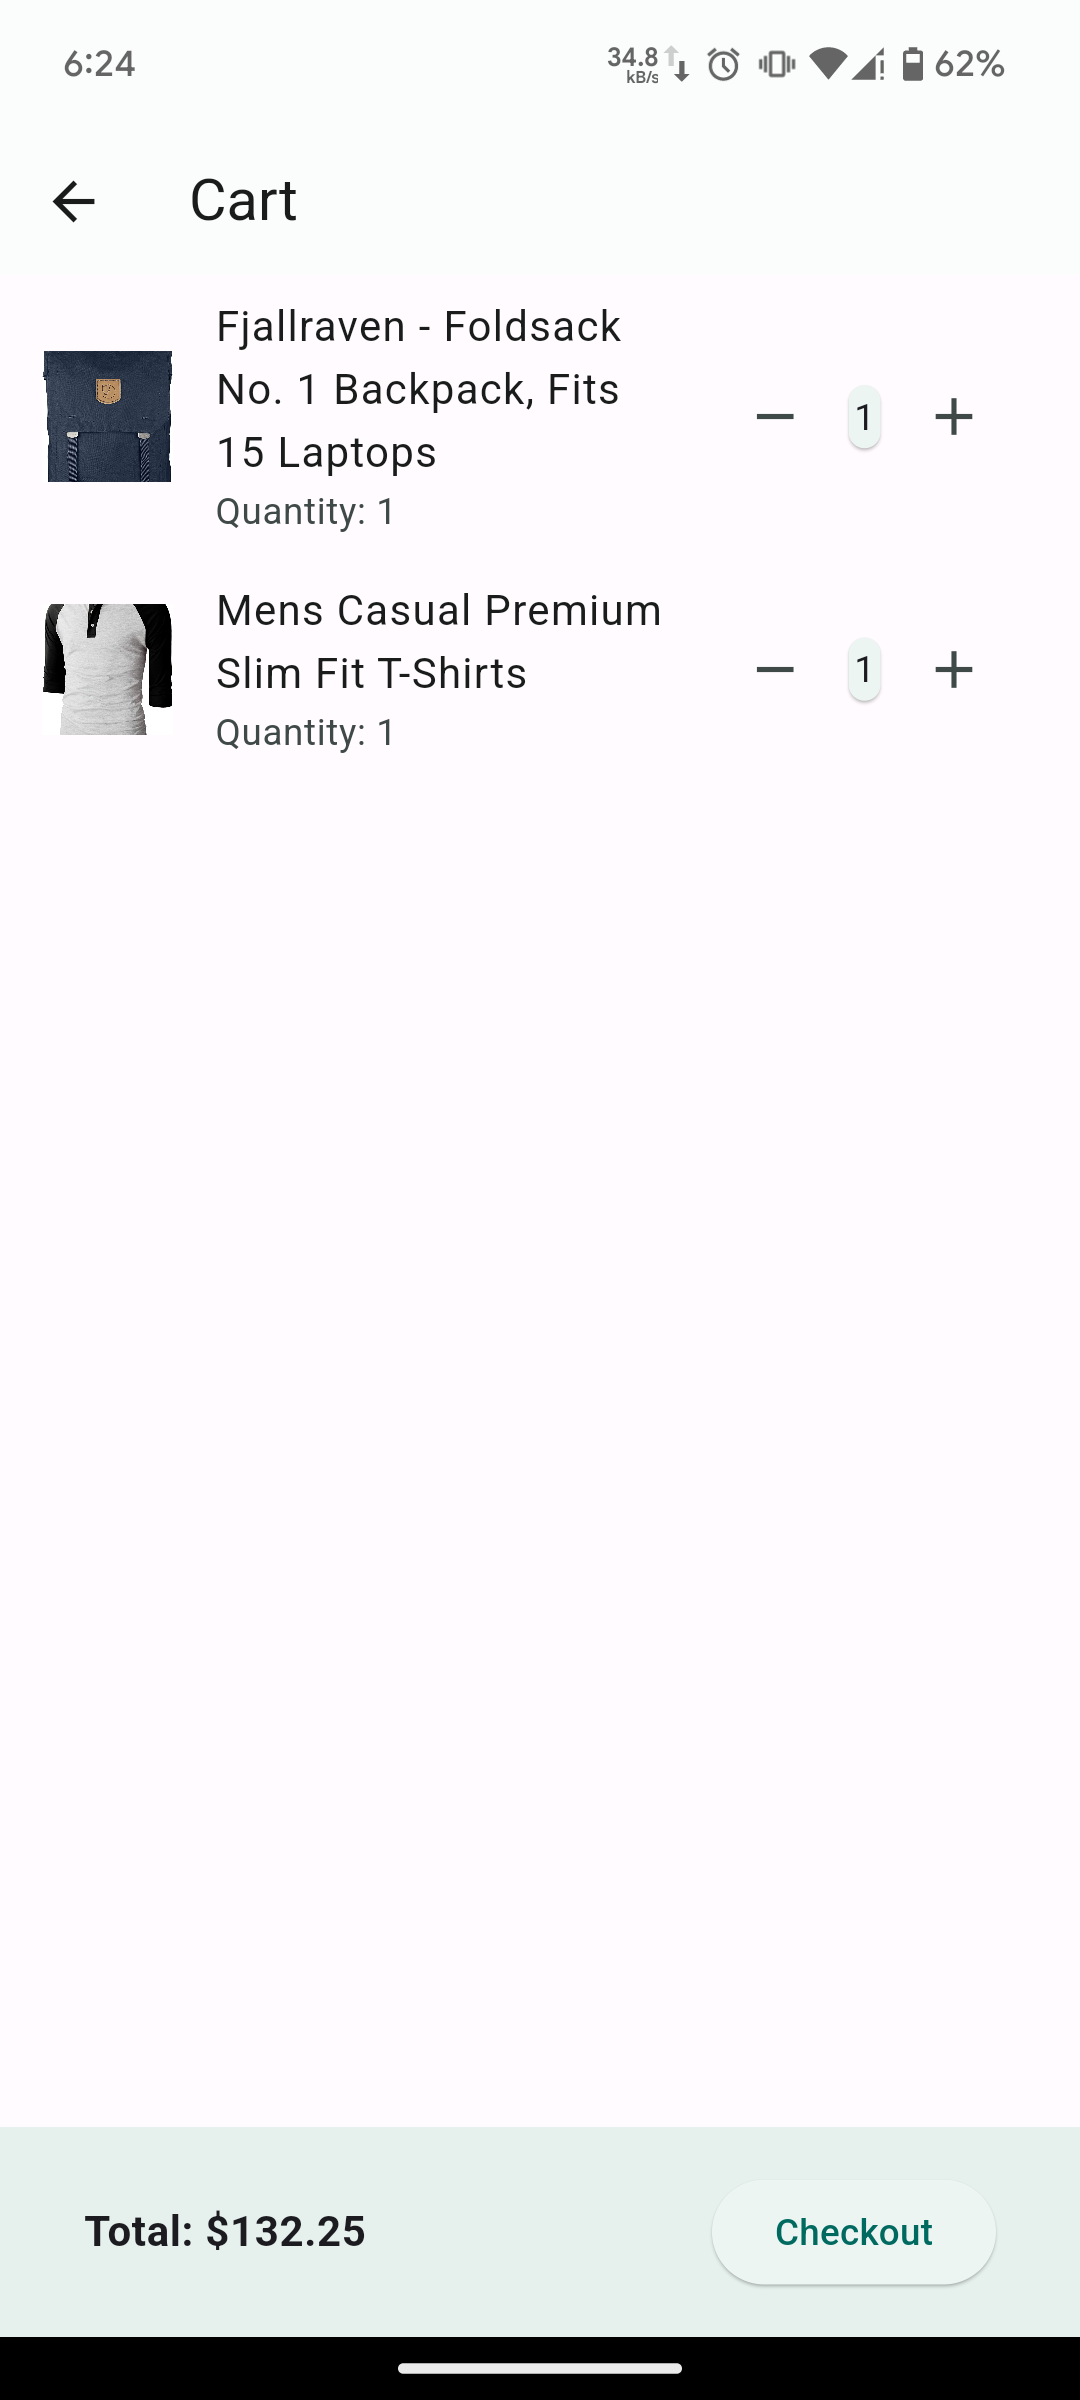 6:24
34.8
kB/s
62%
Cart
Fjallraven - Foldsack
No. 1 Backpack, Fits
15 Laptops
Quantity: 1
1
Mens Casual Premium
Slim Fit T-Shirts
Quantity: 1
1
Total: $132.25
Checkout